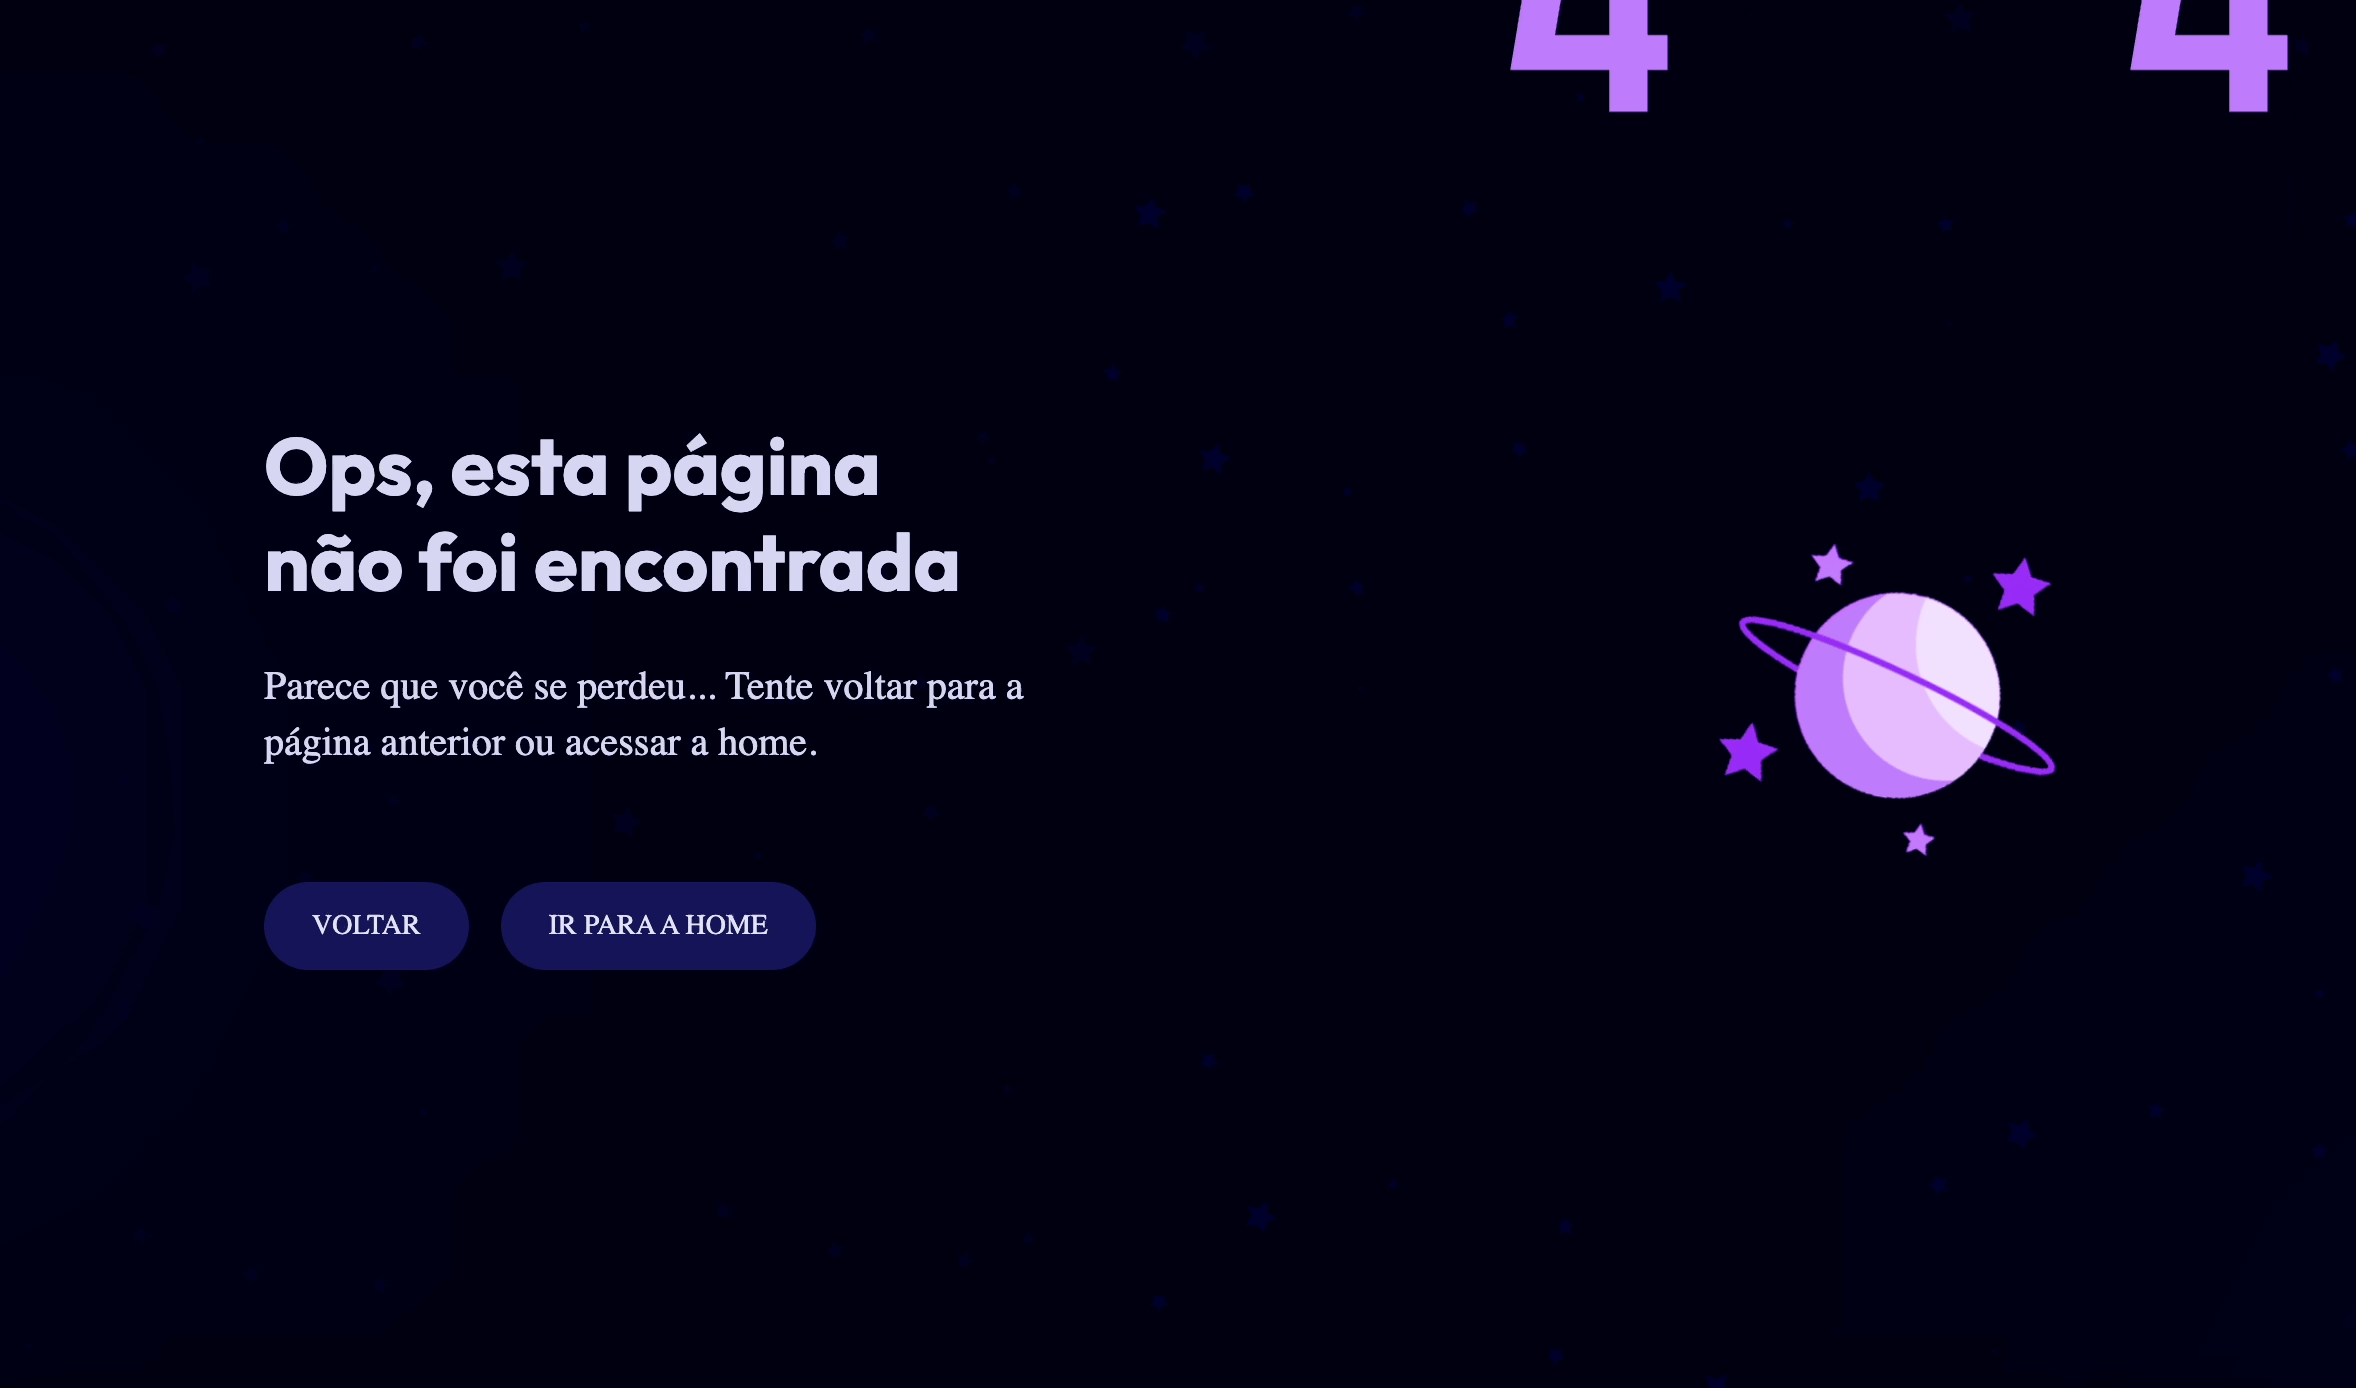 4 4
Ops, esta página
não foi encontrada
Parece que você se perdeu... Tente voltar para a
página anterior ou acessar a home.
VOLTAR
IR PARA A HOME